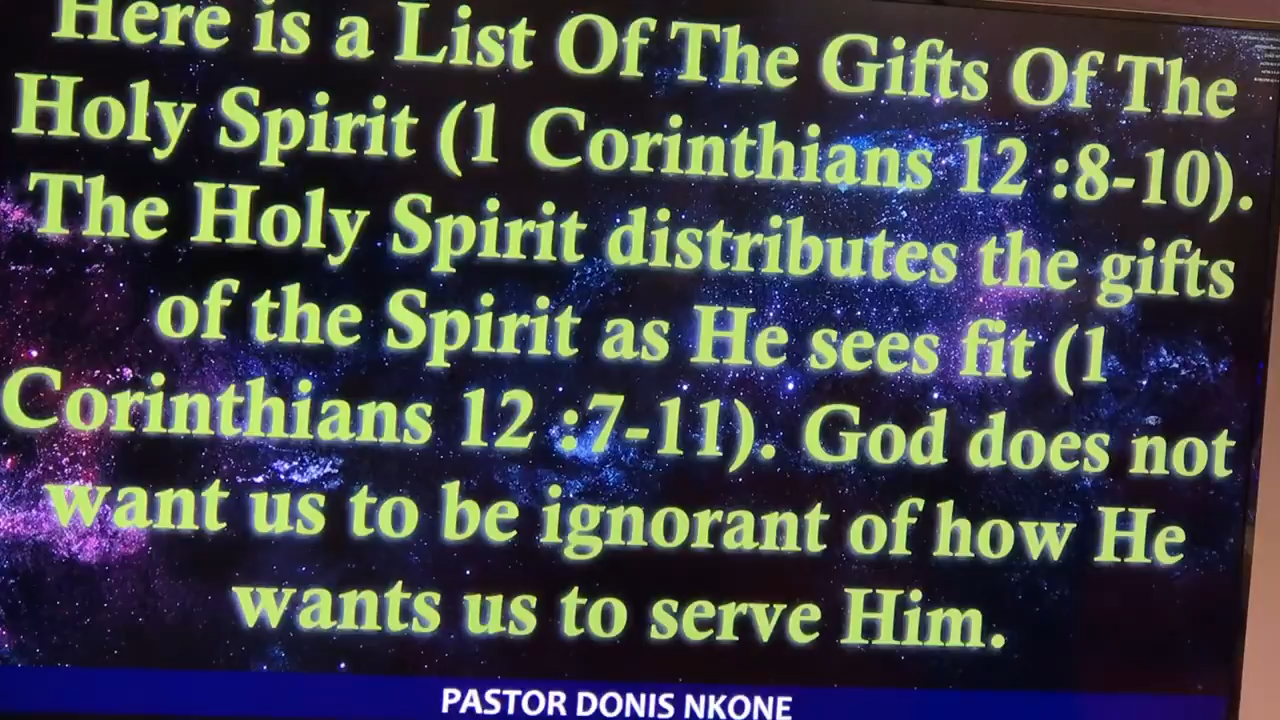 Here is a List Of The Gifts Of The
Holy Spirit (1 Corinthians 12 :8-10).
The Holy Spirit distributes the gifts
of the Spirit as He sees fit (1
Corinthians 12 :7-11). God does not
want us to be ignorant of how He
wants us to serve Him.
PASTOR DONIS NKONE